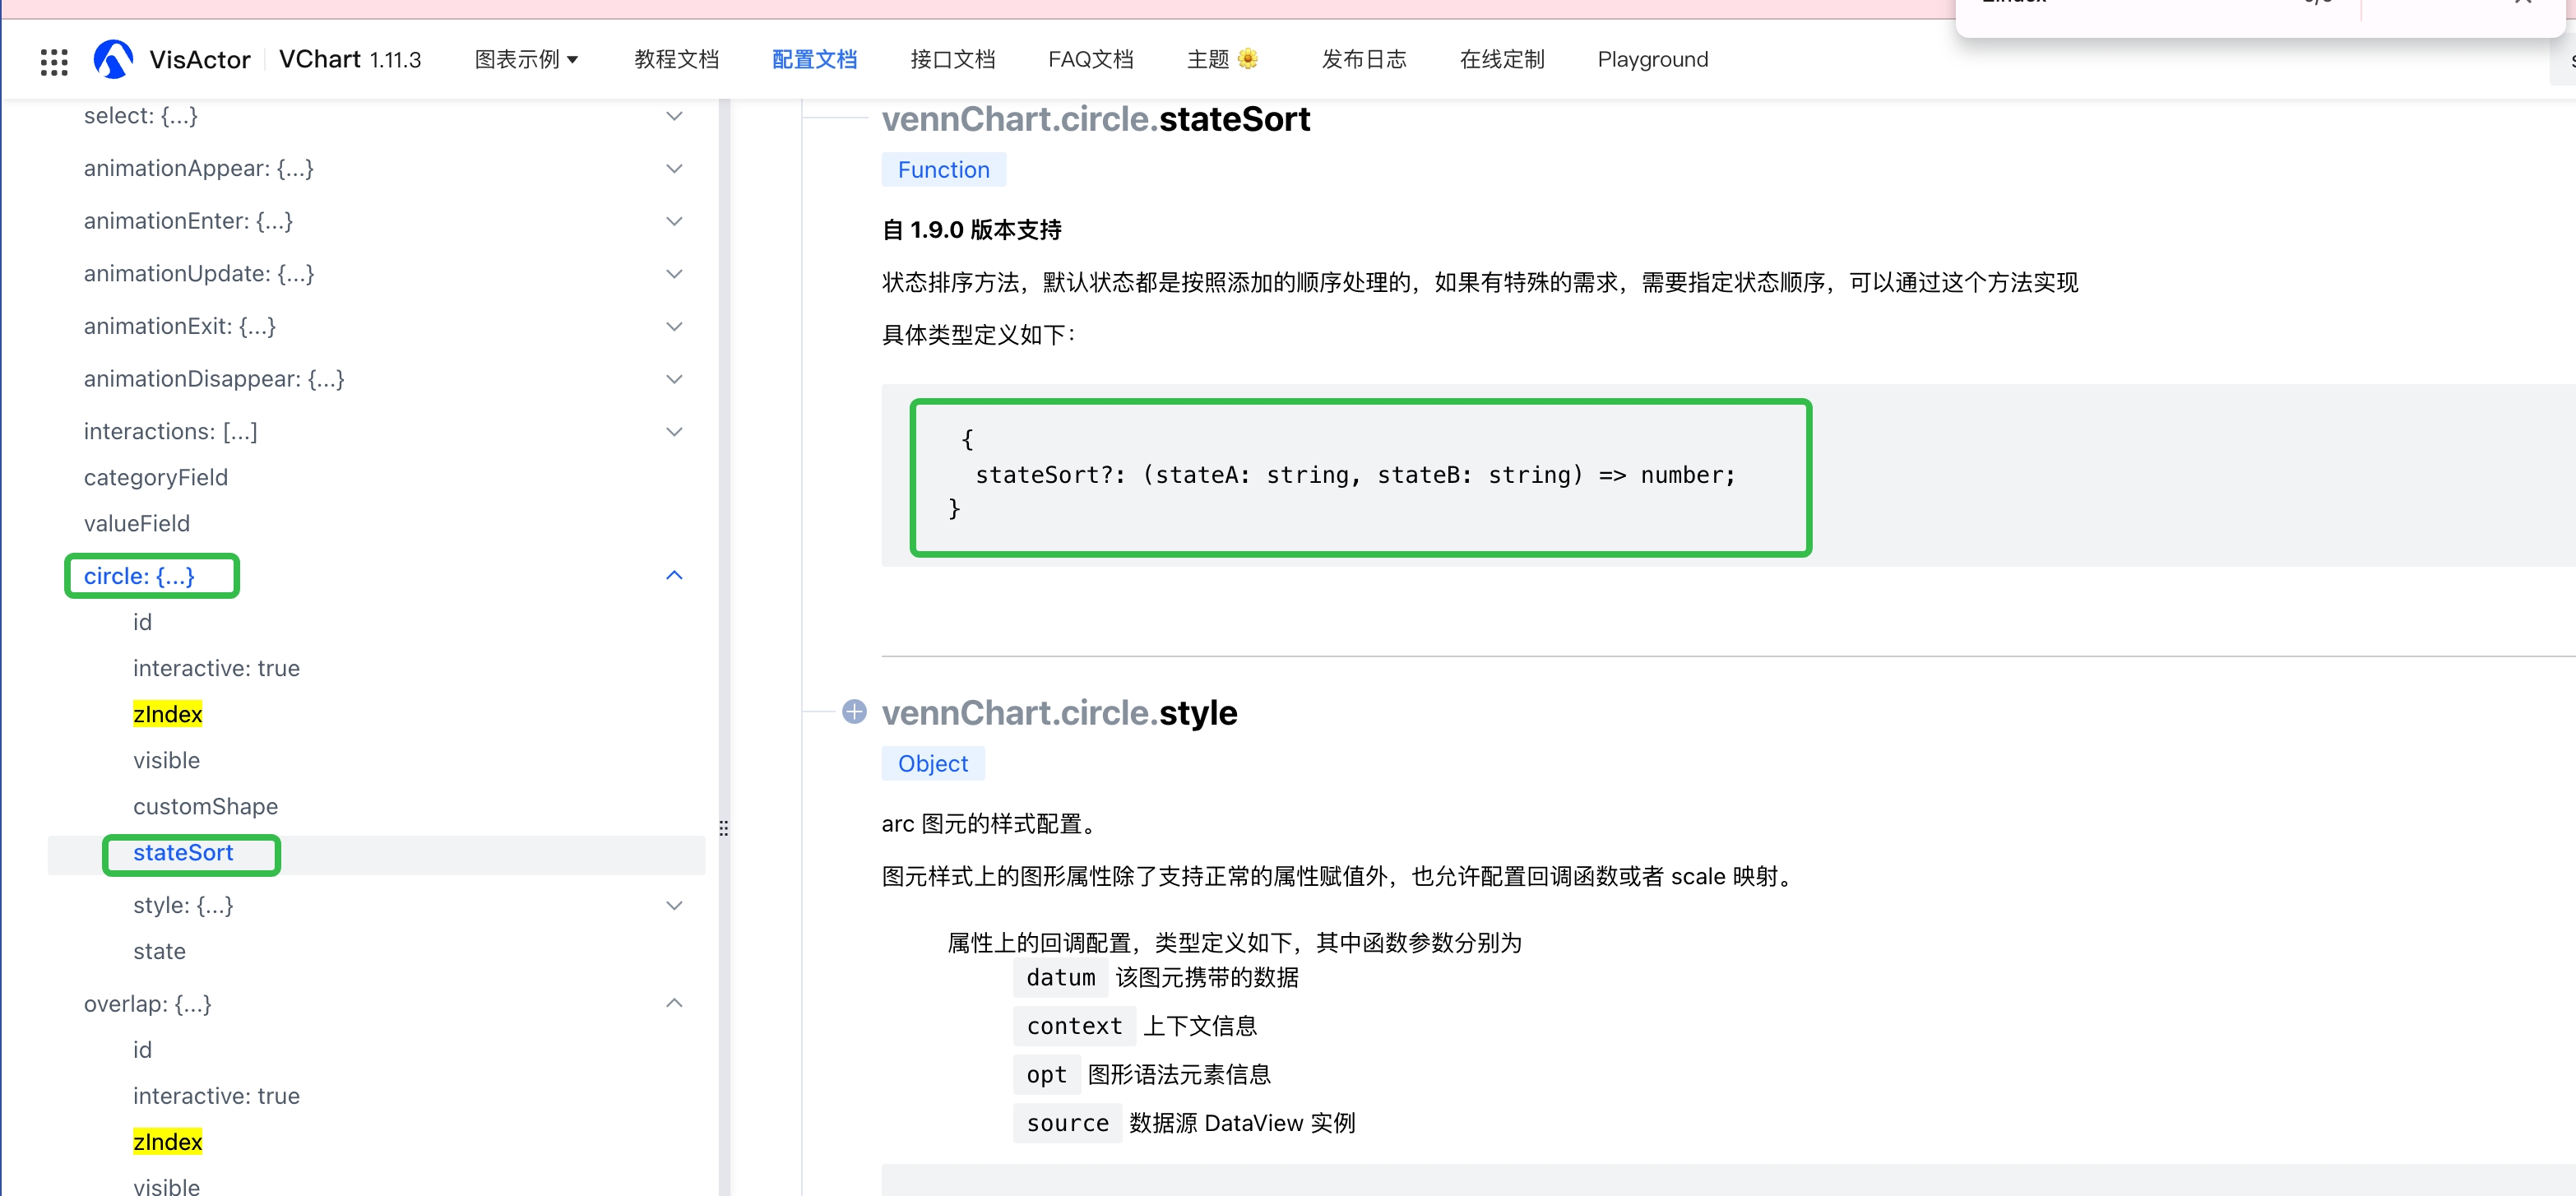 VisActor
VChart 1.11.3
图表示例
教程文档
配置文档
接口文档
FAQ文档
主题
发布日志
在线定制
Playground
select: {...}
animationAppear: {...}
animationEnter: {...}
animationUpdate: {...}
animationExit: {...}
animationDisappear: {...}
interactions: [...]
categoryField
valueField
circle: {...}
id
interactive: true
zIndex
visible
customShape
stateSort
style: {...}
state
overlap: {...}
id
interactive: true
zIndex
visible
vennChart.circle.stateSort
Function
自 1.9.0 版本支持
状态排序方法，默认状态都是按照添加的顺序处理的，如果有特殊的需求，需要指定状态顺序，可以通过这个方法实现
具体类型定义如下：
{
stateSort?: (stateA: string, stateB: string) => number;
}
vennChart.circle.style
Object
arc 图元的样式配置。
图元样式上的图形属性除了支持正常的属性赋值外，也允许配置回调函数或者 scale 映射。
属性上的回调配置，类型定义如下，其中函数参数分别为
datum 该图元携带的数据
context 上下文信息
opt 图形语法元素信息
source 数据源 DataView 实例